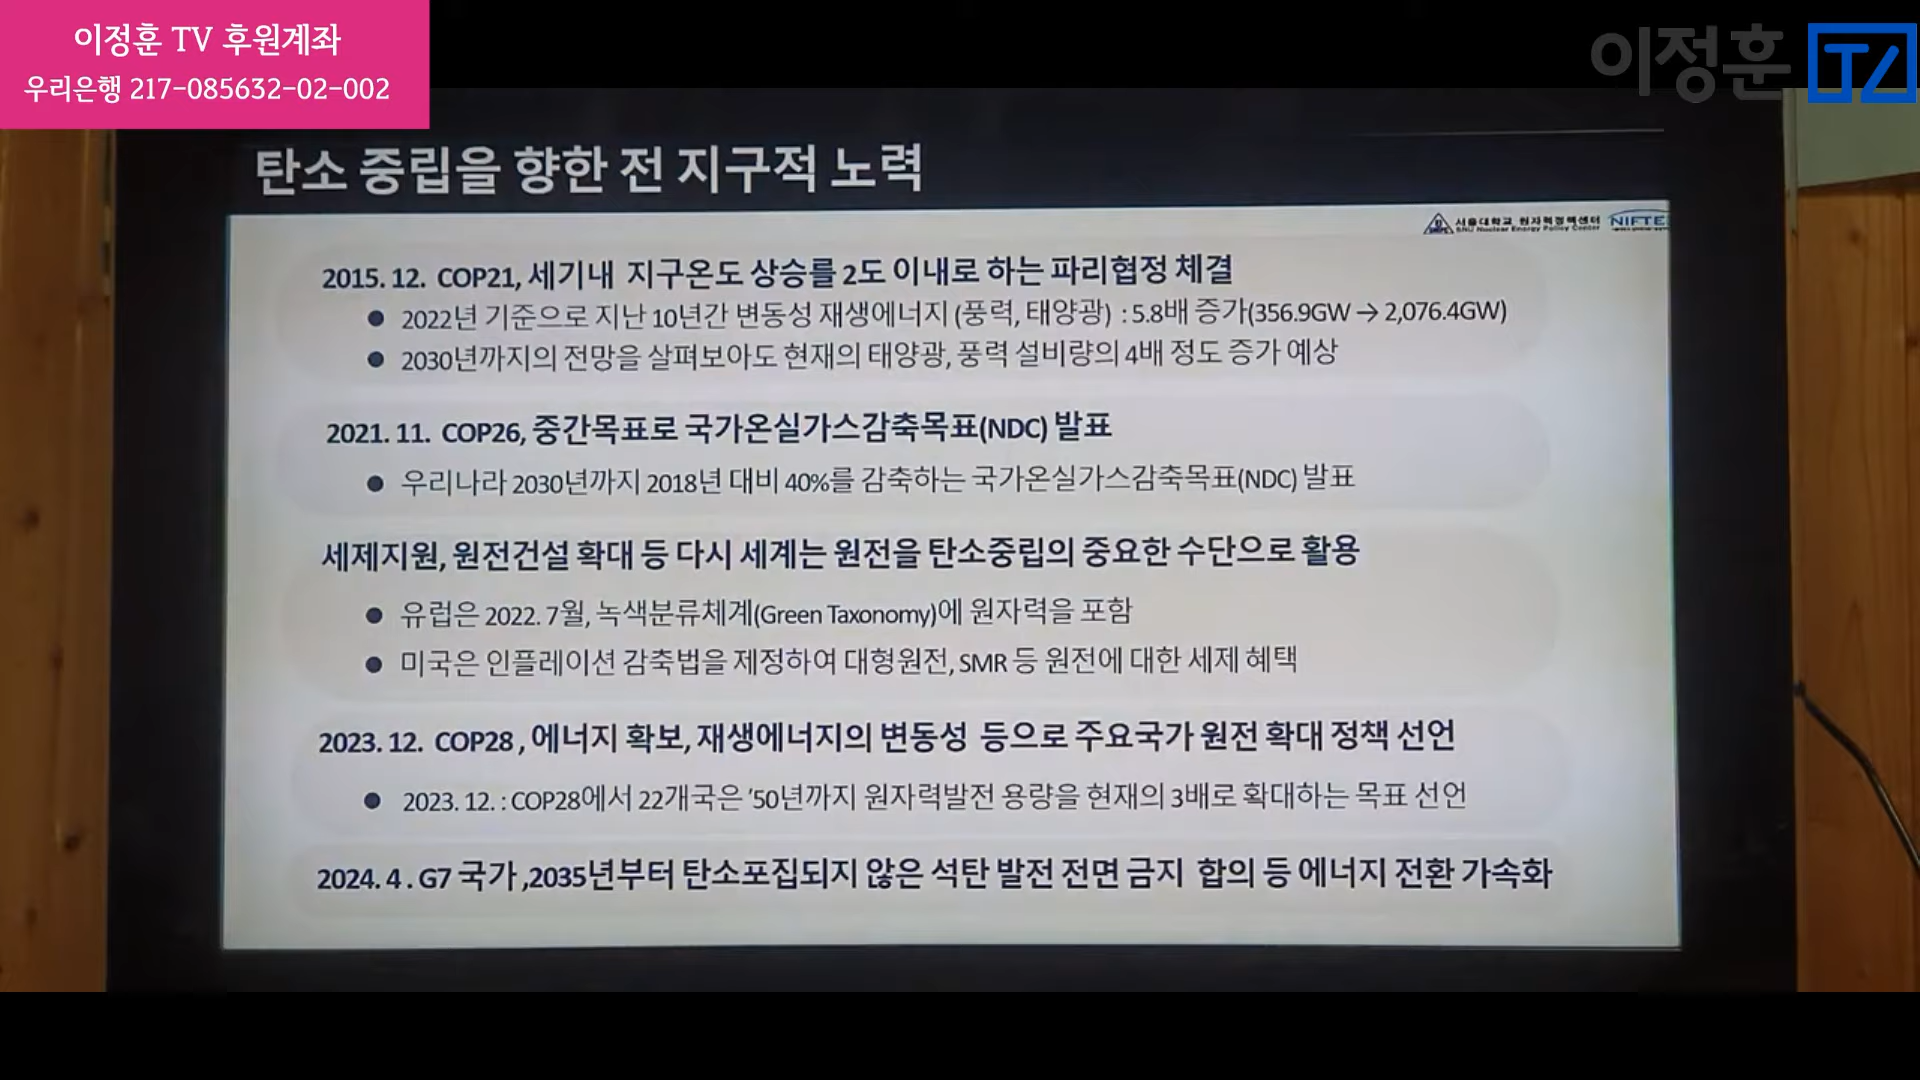 이정훈 TV 후원계좌
우리은행 217-085632-02-002
이정훈 TV
탄소 중립을 향한 전 지구적 노력
서울대학교 원자력정책센터
SNU Nuclear Energy Policy Center
NIFTE
2015. 12. COP21, 세기내 지구온도 상승률 2도 이내로 하는 파리협정 체결
● 2022년 기준으로 지난 10년간 변동성 재생에너지 (풍력, 태양광) : 5.8배 증가(356.9GW → 2,076.4GW)
● 2030년까지의 전망을 살펴보아도 현재의 태양광, 풍력 설비량의 4배 정도 증가 예상
2021. 11. COP26, 중간목표로 국가온실가스감축목표(NDC) 발표
● 우리나라 2030년까지 2018년 대비 40%를 감축하는 국가온실가스감축목표(NDC) 발표
세제지원, 원전건설 확대 등 다시 세계는 원전을 탄소중립의 중요한 수단으로 활용
● 유럽은 2022. 7월, 녹색분류체계(Green Taxonomy)에 원자력을 포함
● 미국은 인플레이션 감축법을 제정하여 대형원전, SMR 등 원전에 대한 세제 혜택
2023. 12. COP28, 에너지 확보, 재생에너지의 변동성 등으로 주요국가 원전 확대 정책 선언
● 2023. 12. : COP28에서 22개국은 '50년까지 원자력발전 용량을 현재의 3배로 확대하는 목표 선언
2024. 4. G7 국가,2035년부터 탄소포집되지 않은 석탄 발전 전면 금지 합의 등 에너지 전환 가속화